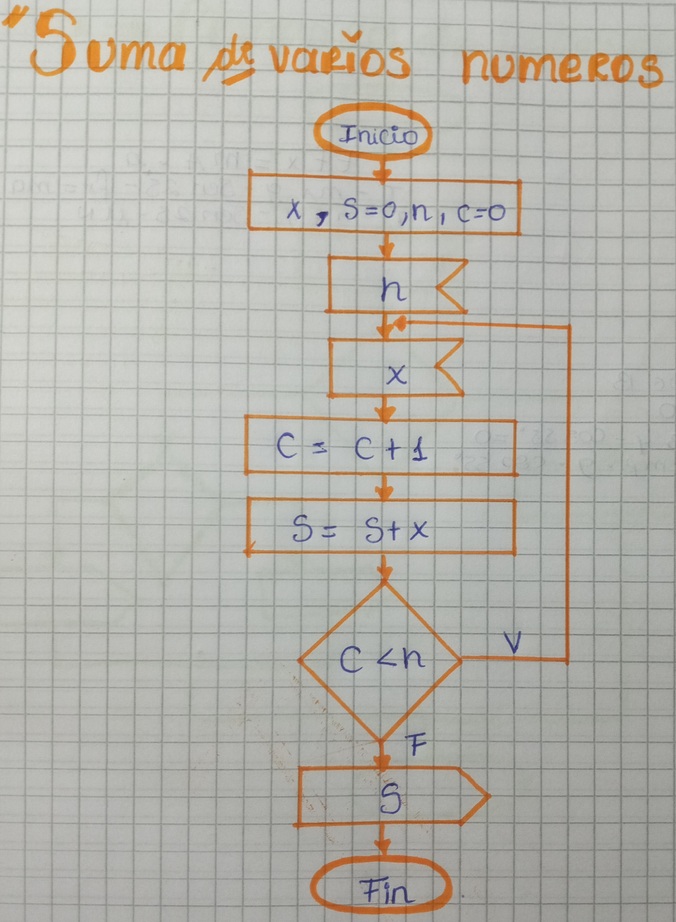 "Suma de varios numeros
Inicio
x, S=0, n, c=0
n
x
C = C + 1
S = S + x
C < n
V
F
S
Fin